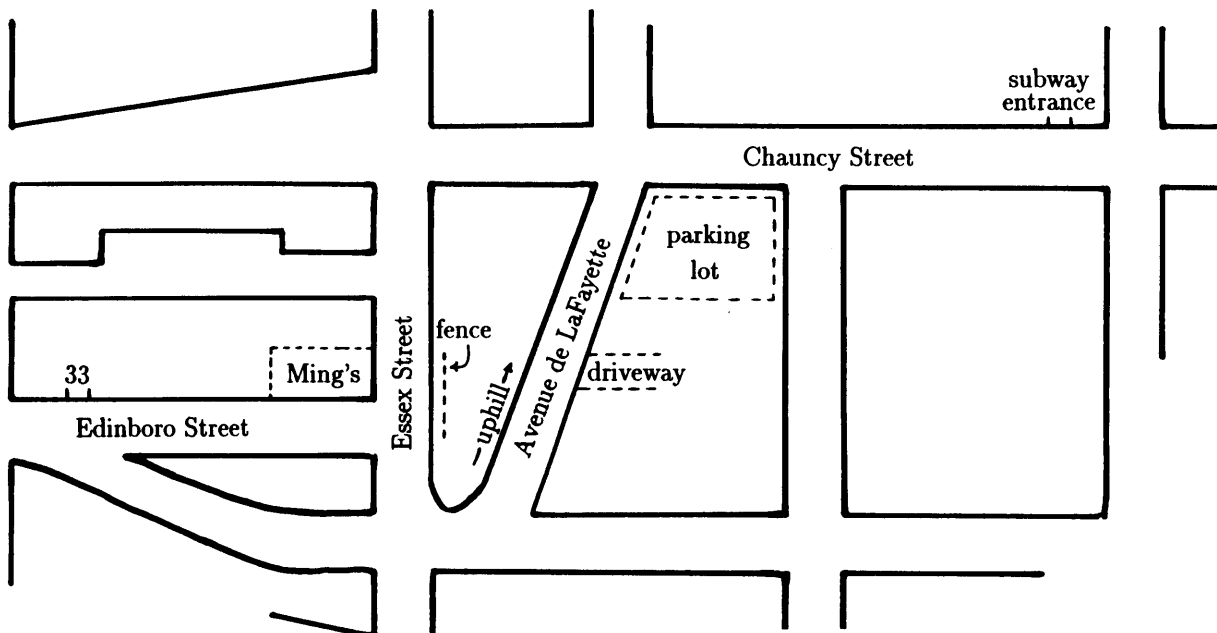 subway
entrance
Chauncy Street
parking
lot
Avenue de LaFayette
Essex Street
fence
33
Ming's
uphill
driveway
Edinboro Street